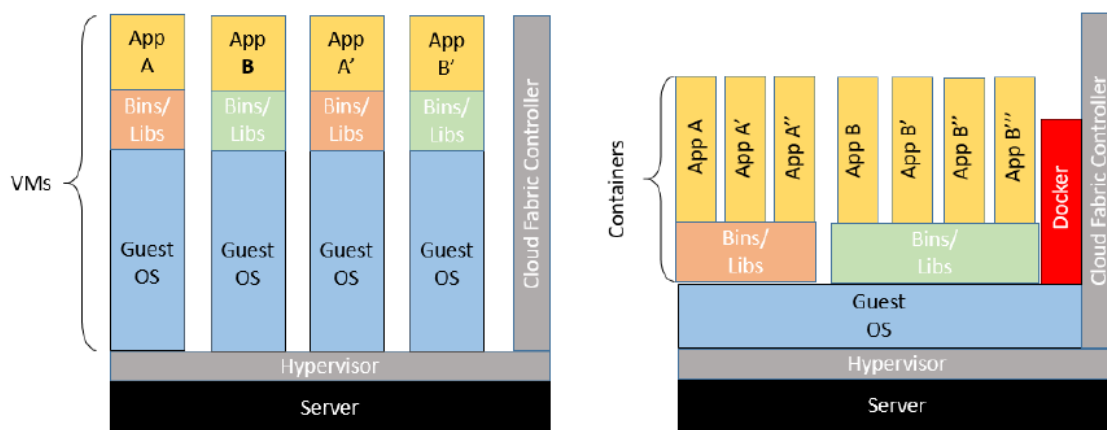 VMs
App
A
Bins/
Libs
Guest
OS
App
B
Bins/
Libs
Guest
OS
App
A′
Bins/
Libs
Guest
OS
App
B′
Bins/
Libs
Guest
OS
Cloud Fabric Controller
Hypervisor
Server
Containers
App A
App A′
App A′′
Bins/
Libs
App B
App B′
App B′′
App B′′′
Bins/
Libs
Docker
Cloud Fabric Controller
Guest
OS
Hypervisor
Server